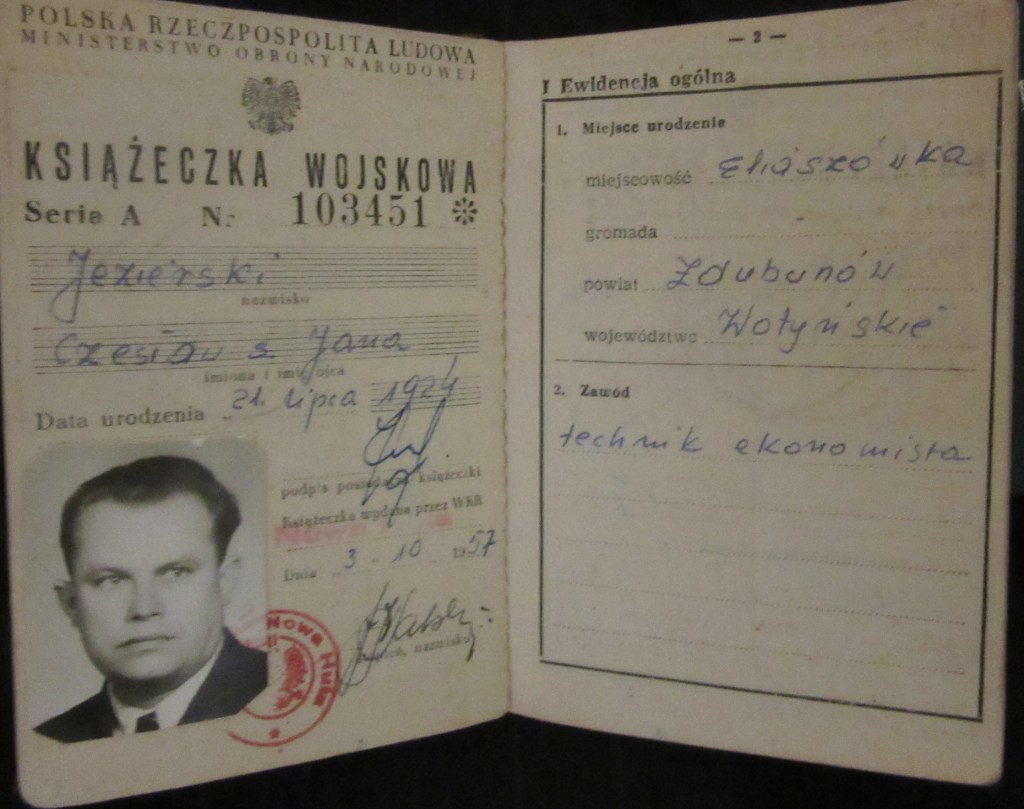 POLSKA RZECZPOSPOLITA LUDOWA
MINISTERSTWO OBRONY NARODOWEJ
KSIĄŻECZKA WOJSKOWA
Seria A Nr 103451 ※
Jezierski
nazwisko
Czesław s. Jana
imiona i imię ojca
Data urodzenia 21. lipca 1924
podpis posiadacza książeczki
Książeczka wydana przez WKR
Dnia 3 - 10 1957
nazwisko
Nowa Huta
— 2 —
I Ewidencja ogólna
1. Miejsce urodzenia
miejscowość Eliaszówka
gromada -
powiat Zdubunów
województwo Wołyńskie
2. Zawód
technik ekonomista